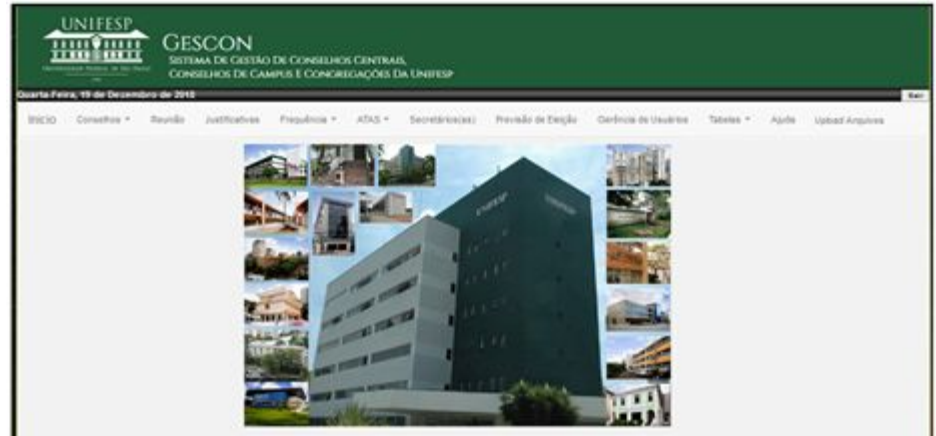 UNIFESP
GESCON
SISTEMA DE GESTÃO DE CONSELHOS CENTRAIS,
CONSELHOS DE CAMPUS E CONGREGAÇÕES DA UNIFESP
Quarta-Feira, 19 de Dezembro de 2018
Sair
INICIO Conselhos Reunião Justificativas Frequência ATAS Secretários(as) Previsão de Eleição Gerência de Usuários Tabelas Ajuda Upload Arquivos
UNIFESP